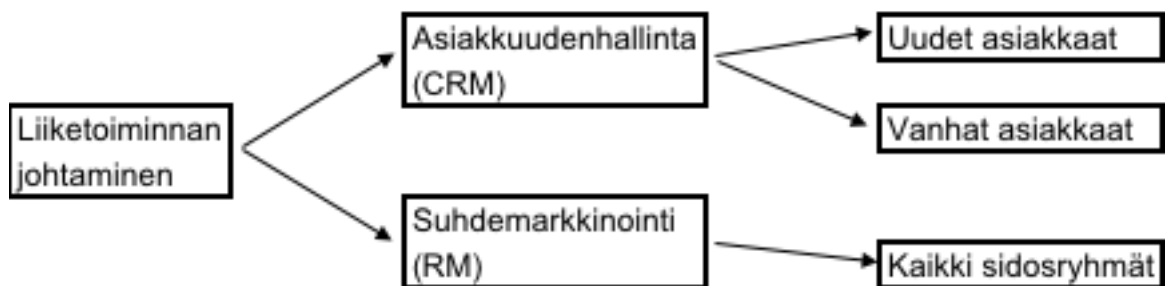 Liiketoiminnan
johtaminen
Asiakkuudenhallinta
(CRM)
Suhdemarkkinointi
(RM)
Uudet asiakkaat
Vanhat asiakkaat
Kaikki sidosryhmät